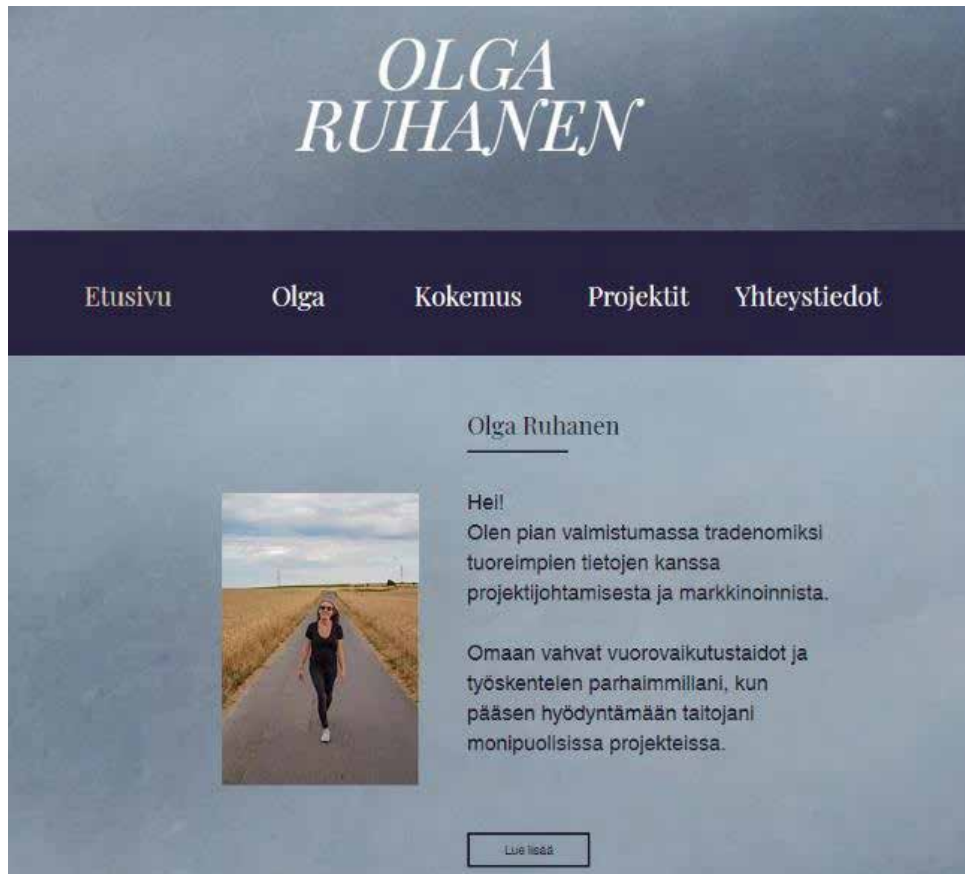 OLGA
RUHANEN
Etusivu Olga Kokemus Projektit Yhteystiedot
Olga Ruhanen
Hei!
Olen pian valmistumassa tradenomiksi
tuoreimpien tietojen kanssa
projektijohtamisesta ja markkinoinnista.
Omaan vahvat vuorovaikutustaidot ja
työskentelen parhaimmillani, kun
pääsen hyödyntämään taitojani
monipuolisissa projekteissa.
Lue lisää